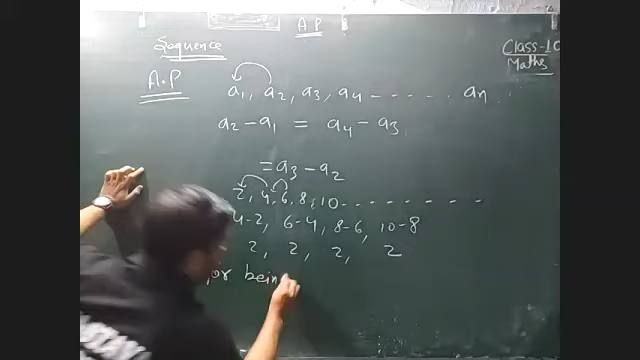 A P
Sequence
Class-10
Maths
A.P
a1, a2, a3, a4 - - - - . . . . . an
a2 - a1 = a4 - a3
= a3 - a2
2, 4, 6, 8, 10 - - - - - - - - -
4-2, 6-4, 8-6, 10-8
2, 2, 2, 2
for bein